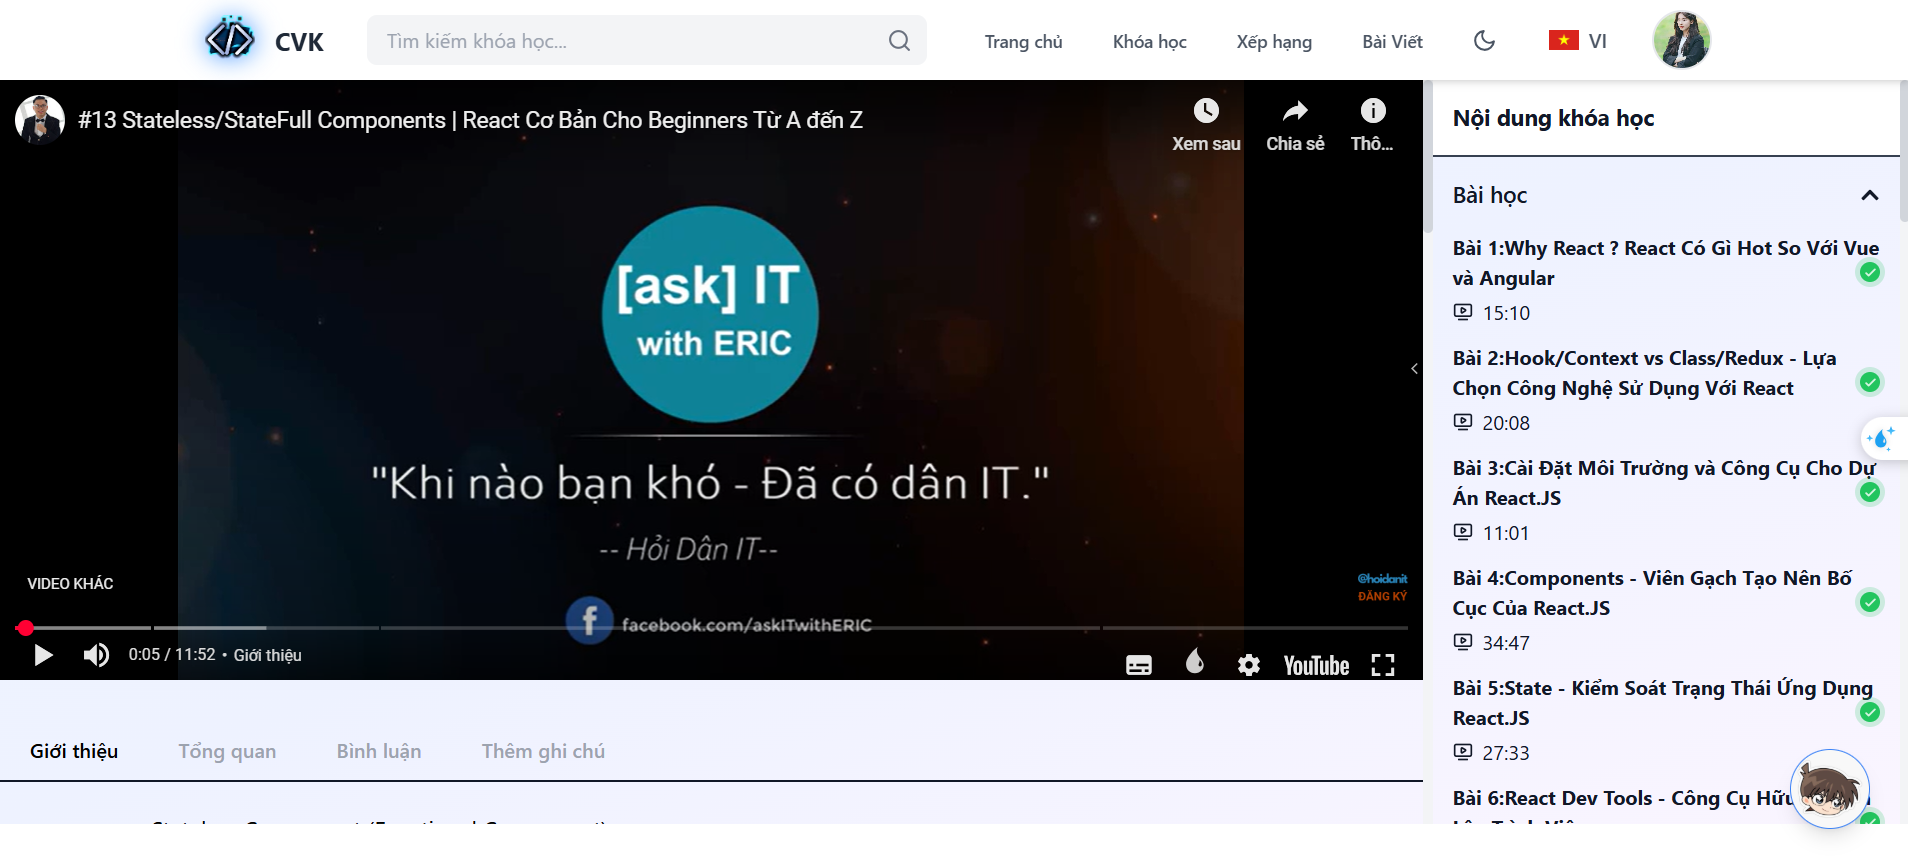 CVK
Tìm kiếm khóa học...
Trang chủ
Khóa học
Xếp hạng
Bài Viết
VI
#13 Stateless/StateFull Components | React Cơ Bản Cho Beginners Từ A đến Z
Xem sau
Chia sẻ
Thô...
[ask] IT
with ERIC
"Khi nào bạn khó - Đã có dân IT."
-- Hỏi Dân IT--
@hoidanit
ĐĂNG KÝ
VIDEO KHÁC
facebook.com/askITwithERIC
0:05 / 11:52 • Giới thiệu
YouTube
Giới thiệu
Tổng quan
Bình luận
Thêm ghi chú
Nội dung khóa học
Bài học
Bài 1:Why React ? React Có Gì Hot So Với Vue
và Angular
15:10
Bài 2:Hook/Context vs Class/Redux - Lựa
Chọn Công Nghệ Sử Dụng Với React
20:08
Bài 3:Cài Đặt Môi Trường và Công Cụ Cho Dự
Án React.JS
11:01
Bài 4:Components - Viên Gạch Tạo Nên Bố
Cục Của React.JS
34:47
Bài 5:State - Kiểm Soát Trạng Thái Ứng Dụng
React.JS
27:33
Bài 6:React Dev Tools - Công Cụ Hữu